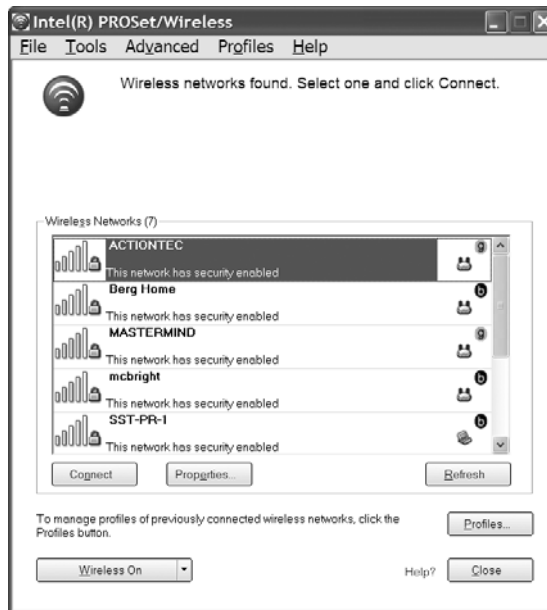 Intel(R) PROSet/Wireless
File Tools Advanced Profiles Help
Wireless networks found. Select one and click Connect.
Wireless Networks (7)
ACTIONTEC
g
This network has security enabled
Berg Home
b
This network has security enabled
MASTERMIND
g
This network has security enabled
mcbright
b
This network has security enabled
SST-PR-1
b
This network has security enabled
Connect Properties... Refresh
To manage profiles of previously connected wireless networks, click the
Profiles button.
Profiles...
Wireless On Help? Close